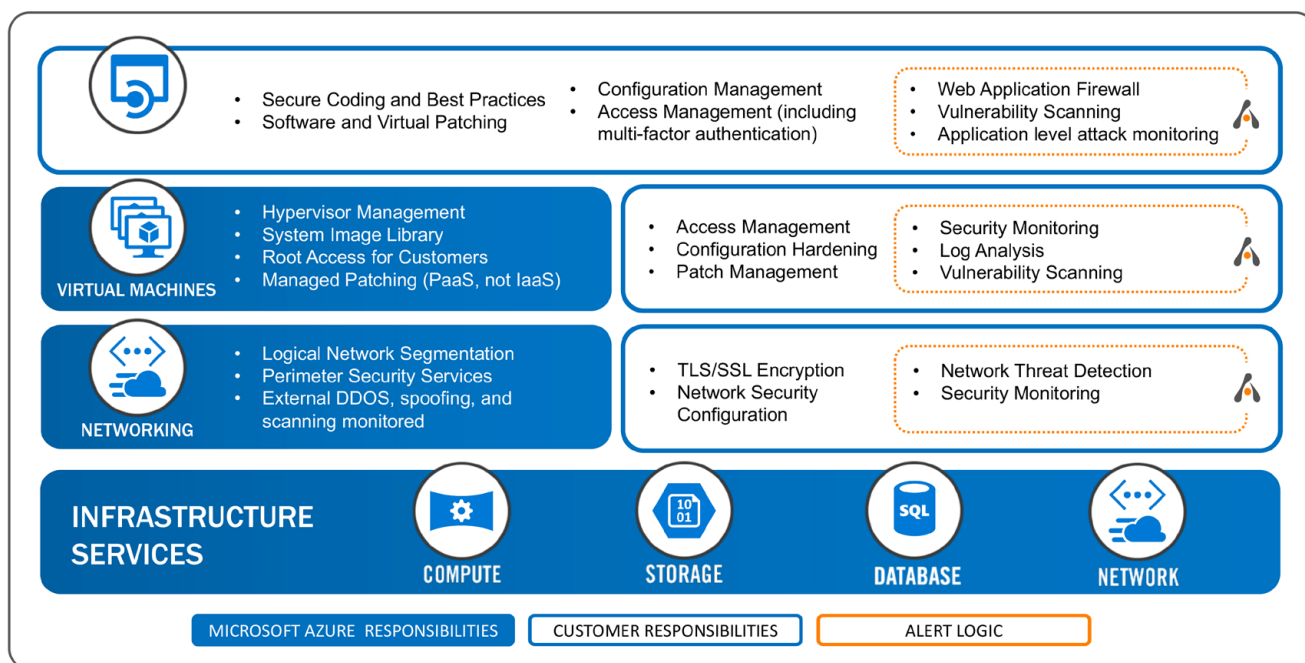 • Secure Coding and Best Practices
• Software and Virtual Patching
• Configuration Management
• Access Management (including
multi-factor authentication)
• Web Application Firewall
• Vulnerability Scanning
• Application level attack monitoring
VIRTUAL MACHINES
• Hypervisor Management
• System Image Library
• Root Access for Customers
• Managed Patching (PaaS, not IaaS)
• Access Management
• Configuration Hardening
• Patch Management
• Security Monitoring
• Log Analysis
• Vulnerability Scanning
NETWORKING
• Logical Network Segmentation
• Perimeter Security Services
• External DDOS, spoofing, and
scanning monitored
• TLS/SSL Encryption
• Network Security
Configuration
• Network Threat Detection
• Security Monitoring
INFRASTRUCTURE
SERVICES
COMPUTE
10
01
STORAGE
SQL
DATABASE
NETWORK
MICROSOFT AZURE RESPONSIBILITIES
CUSTOMER RESPONSIBILITIES
ALERT LOGIC